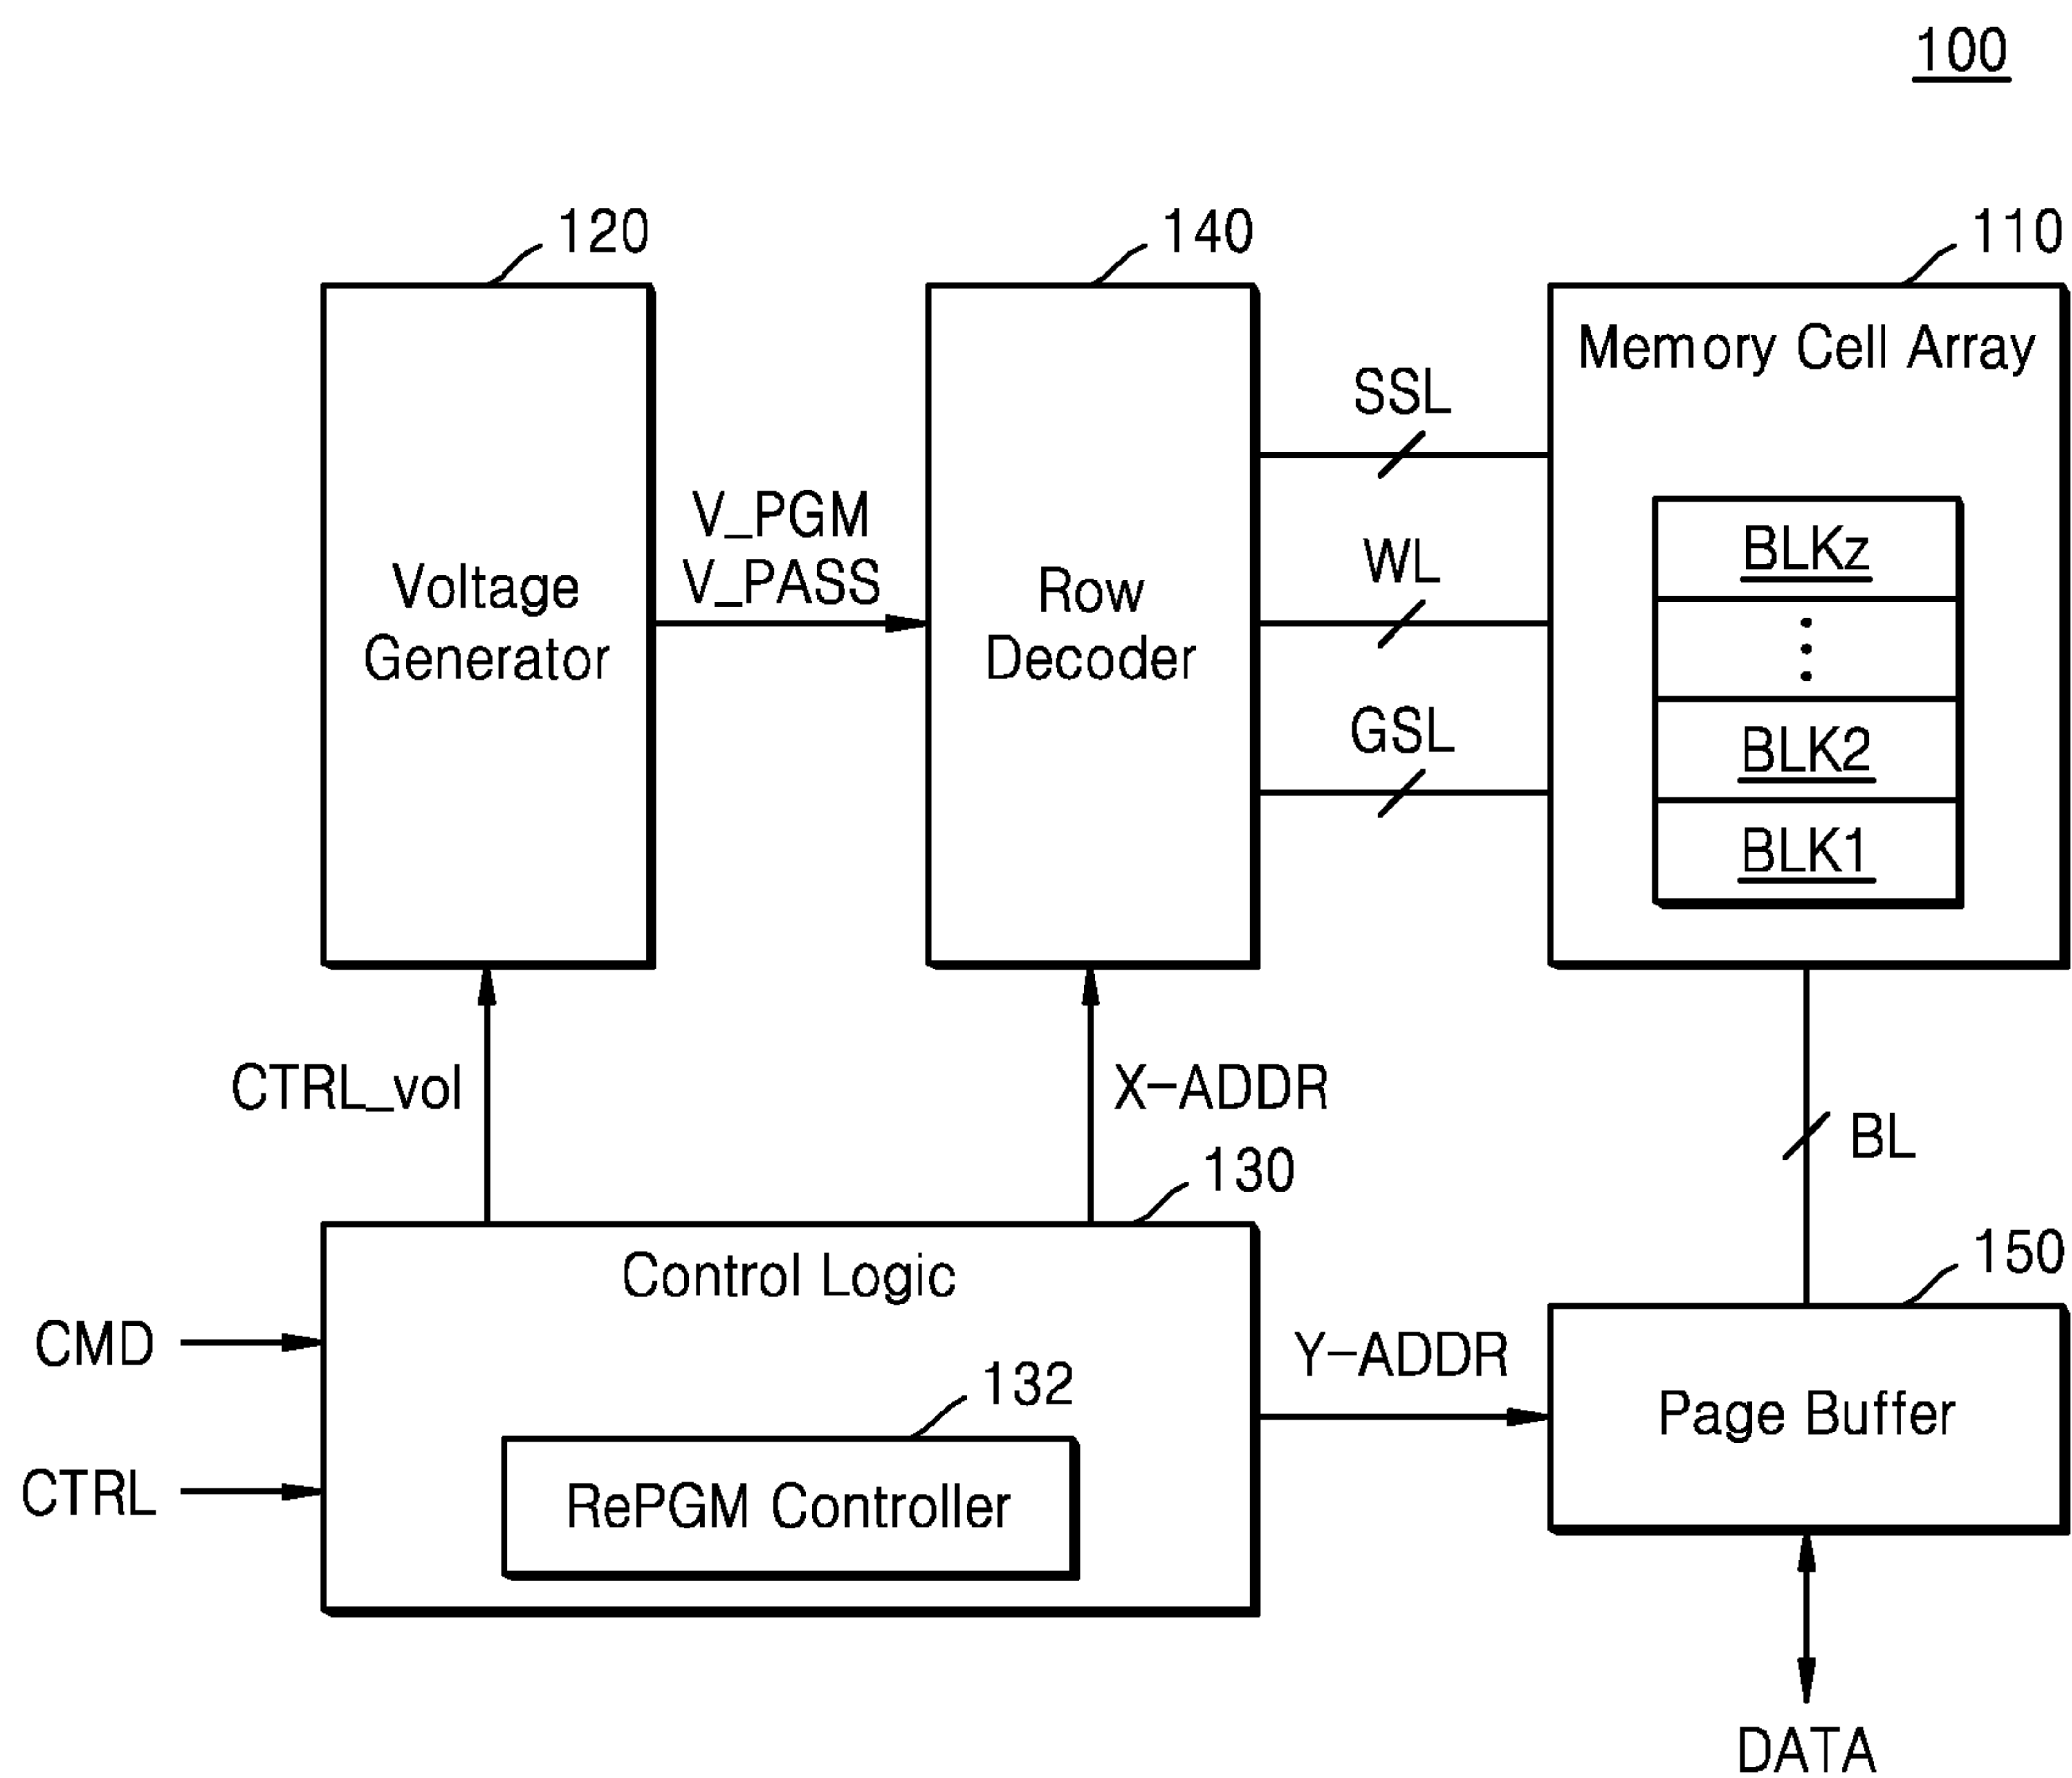 100
120
140
110
Voltage
Generator
V_PGM
V_PASS
Row
Decoder
SSL
WL
GSL
Memory Cell Array
BLKz
⋮
BLK2
BLK1
CTRL_vol
X-ADDR
BL
130
Control Logic
CMD
CTRL
132
RePGM Controller
Y-ADDR
150
Page Buffer
DATA